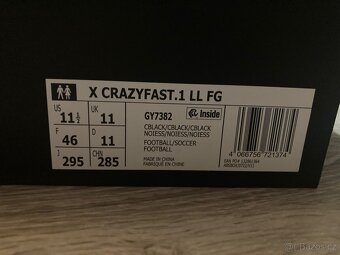 X CRAZYFAST.1 LL FG
US 11½ UK 11
F 46 D 11
J 295 CHN 285
GY7382 Inside
CBLACK/CBLACK/CBLACK
NOIESS/NOIESS/NOIESS
FOOTBALL/SOCCER
FOOTBALL
MADE IN CHINA
FABRIQUÉ EN CHINE
4 066756 721374